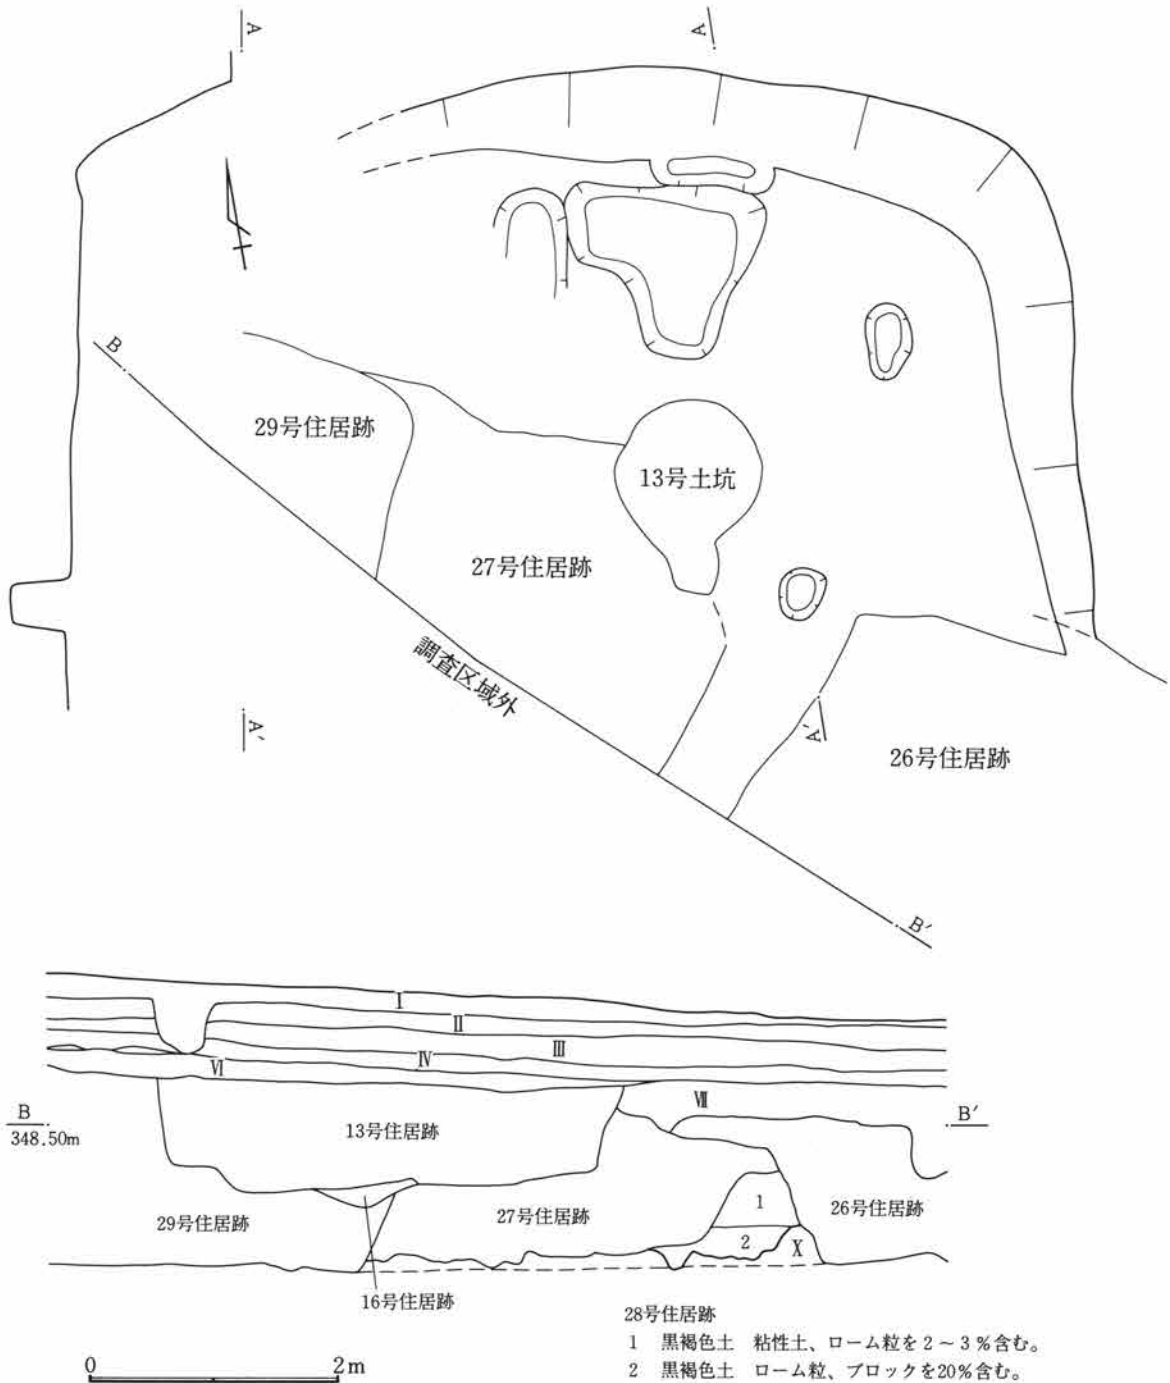 A
A
B
29号住居跡
13号土坑
27号住居跡
調査区域外
A′
A′
26号住居跡
B′
Ⅰ
Ⅱ
Ⅲ
Ⅳ
Ⅵ
Ⅶ
B
348.50m
B′
13号住居跡
1
26号住居跡
29号住居跡
27号住居跡
2
X
16号住居跡
28号住居跡
1 黒褐色土 粘性土、ローム粒を2～3％含む。
2 黒褐色土 ローム粒、ブロックを20％含む。
0 2m